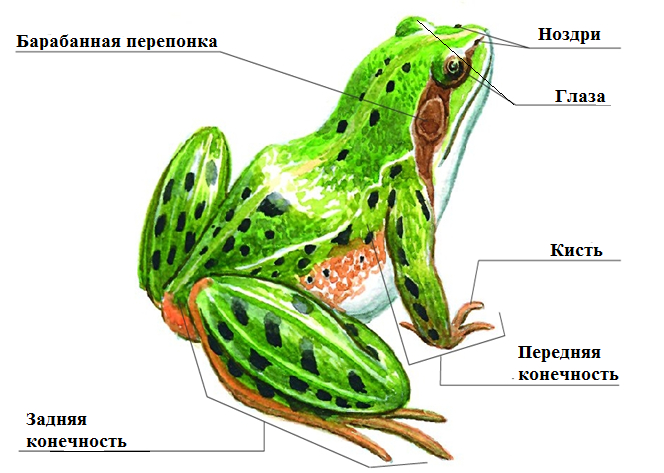 Барабанная перепонка
Ноздри
Глаза
Кисть
Передняя
конечность
Задняя
конечность